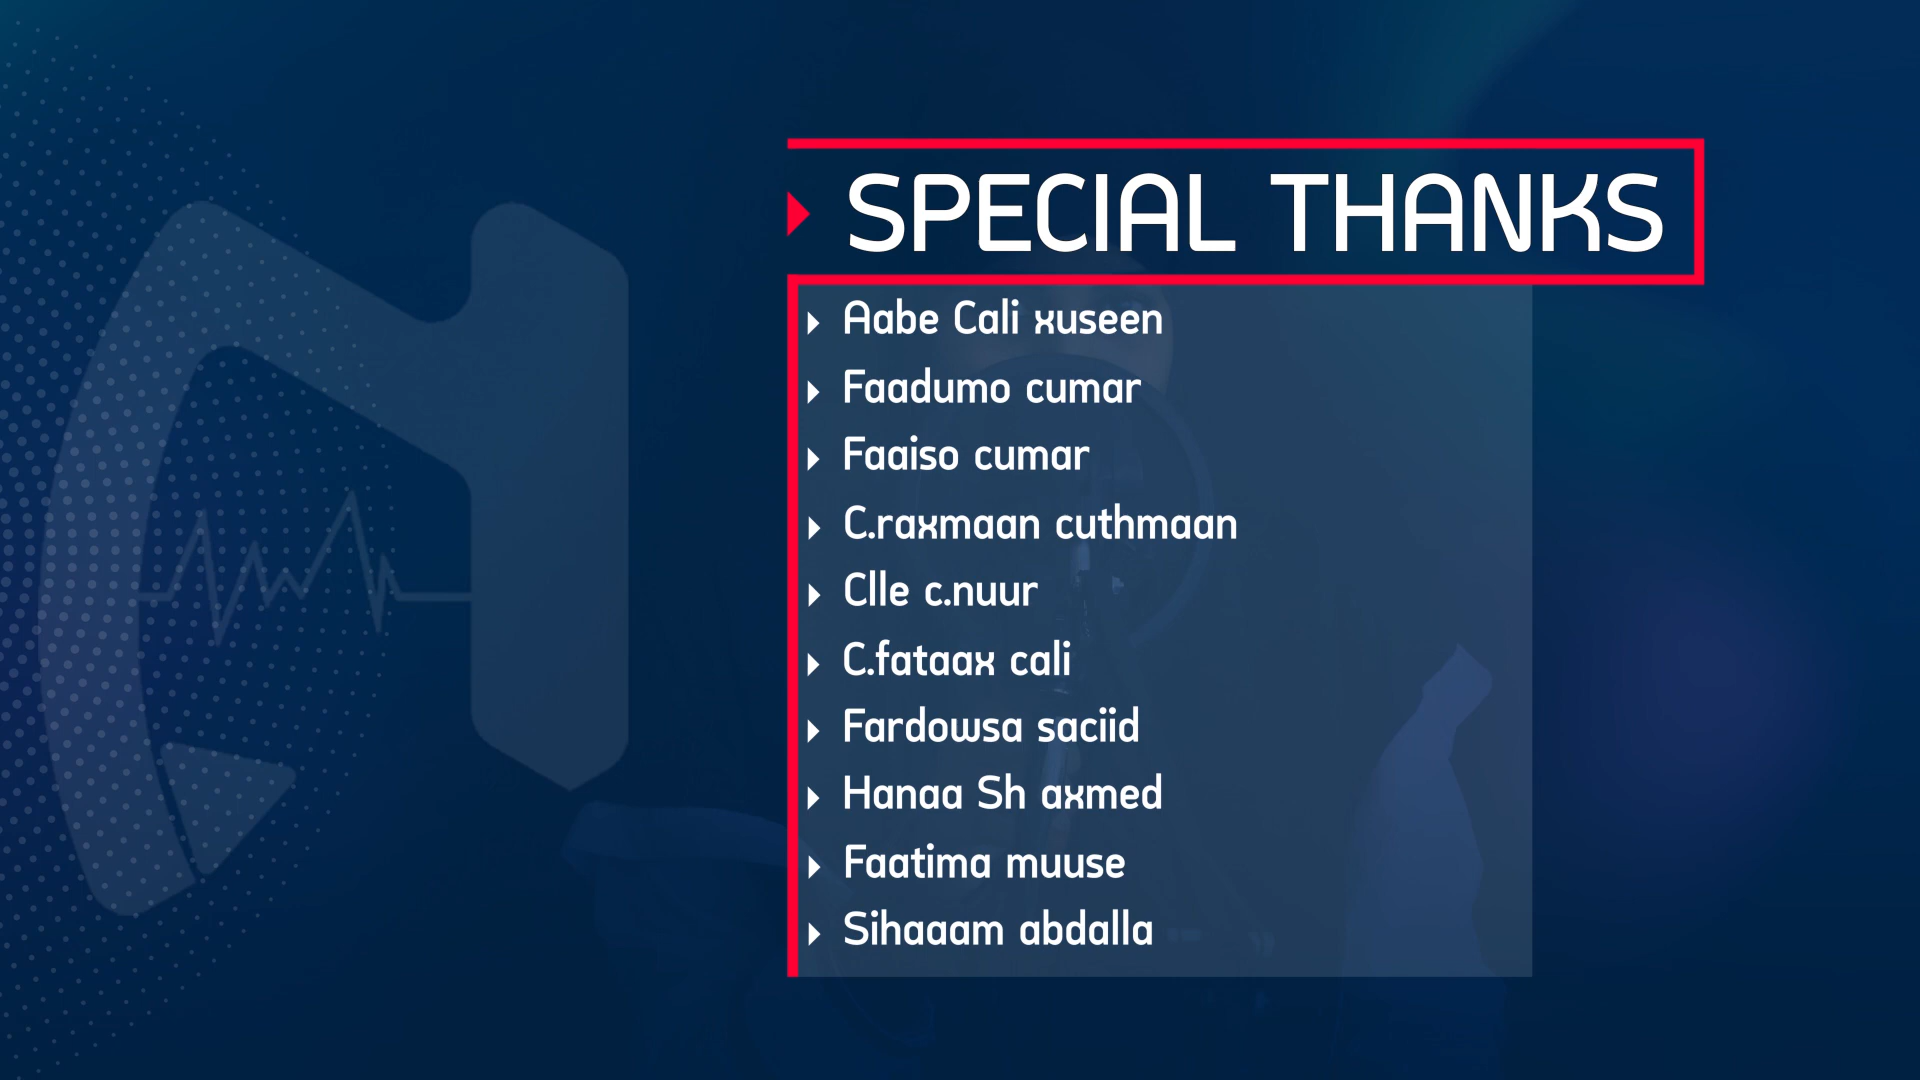 SPECIAL THANKS
Aabe Cali xuseen
Faadumo cumar
Faaiso cumar
C.raxmaan cuthmaan
Clle c.nuur
C.fataax cali
Fardowsa saciid
Hanaa Sh axmed
Faatima muuse
Sihaaam abdalla